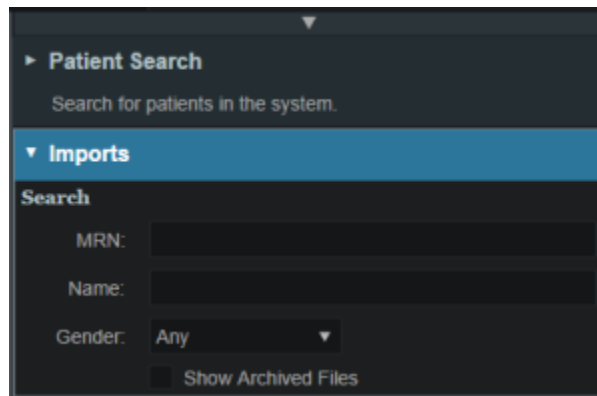 Patient Search
Search for patients in the system.
Imports
Search
MRN:
Name:
Gender: Any
Show Archived Files